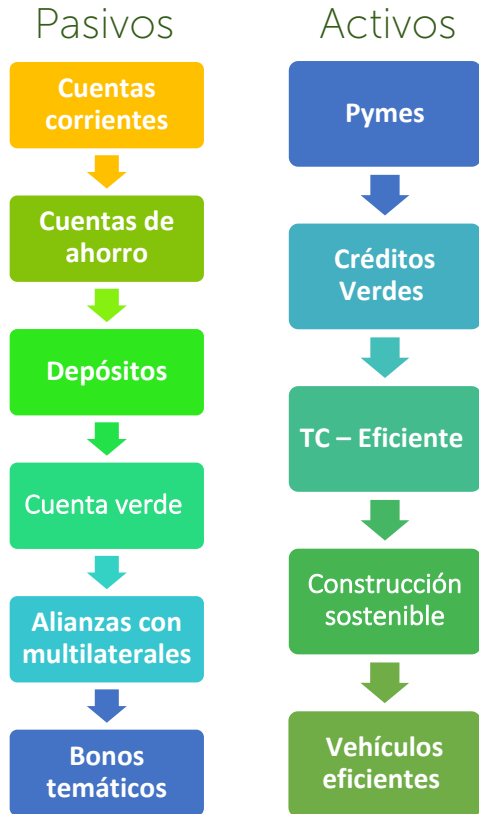 Pasivos
Cuentas
corrientes
Cuentas de
ahorro
Depósitos
Cuenta verde
Alianzas con
multilaterales
Bonos
temáticos
Activos
Pymes
Créditos
Verdes
TC – Eficiente
Construcción
sostenible
Vehículos
eficientes